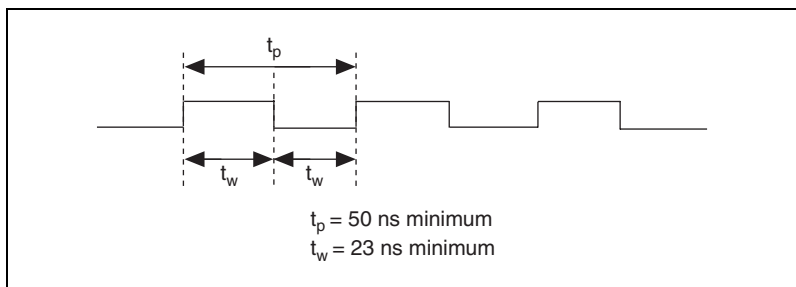 tp
tw tw
tp = 50 ns minimum
tw = 23 ns minimum